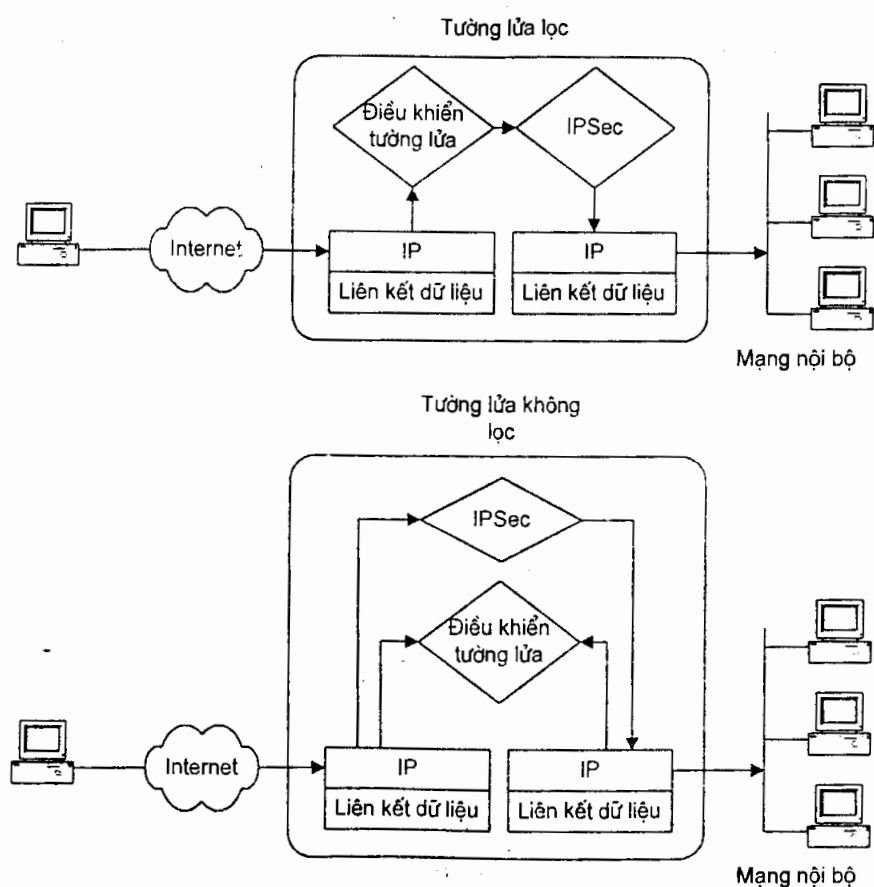 Tường lửa lọc
Điều khiển
tường lửa
IPSec
Internet
IP
IP
Liên kết dữ liệu
Liên kết dữ liệu
Mạng nội bộ
Tường lửa không
lọc
IPSec
Điều khiển
tường lửa
Internet
IP
IP
Liên kết dữ liệu
Liên kết dữ liệu
Mạng nội bộ